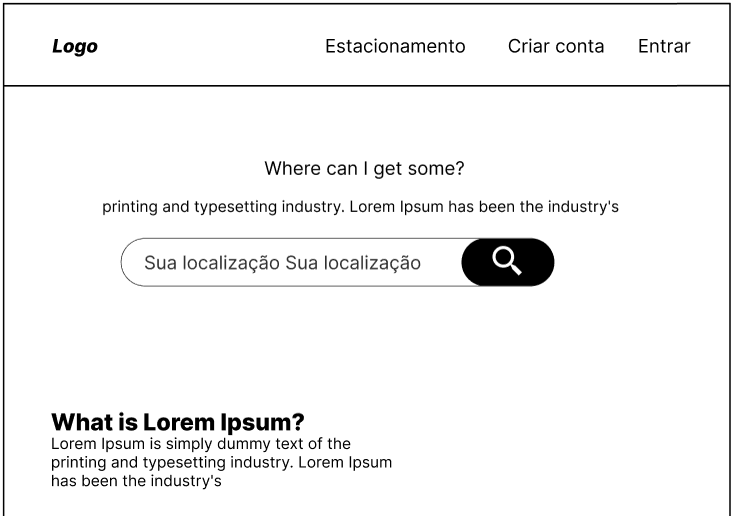 Logo
Estacionamento
Criar conta
Entrar
Where can I get some?
printing and typesetting industry. Lorem Ipsum has been the industry's
Sua localização Sua localização
What is Lorem Ipsum?
Lorem Ipsum is simply dummy text of the
printing and typesetting industry. Lorem Ipsum
has been the industry's